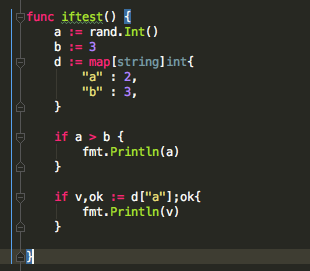 func iftest() {
    a := rand.Int()
    b := 3
    d := map[string]int{
        "a" : 2,
        "b" : 3,
    }

    if a > b {
        fmt.Println(a)
    }

    if v,ok := d["a"];ok{
        fmt.Println(v)
    }

}